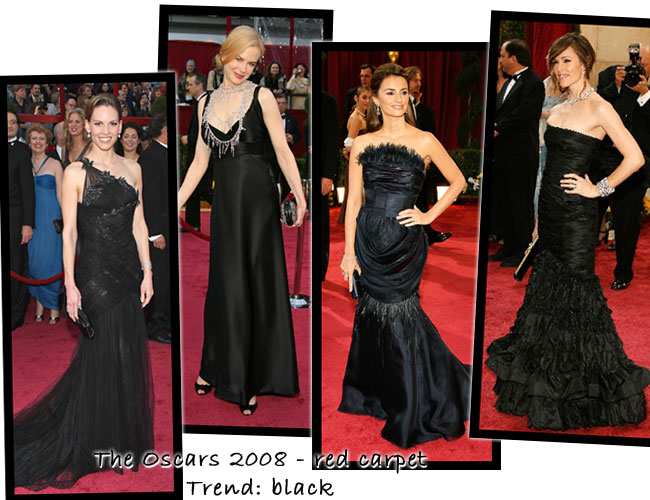 The Oscars 2008 - red carpet
Trend: black